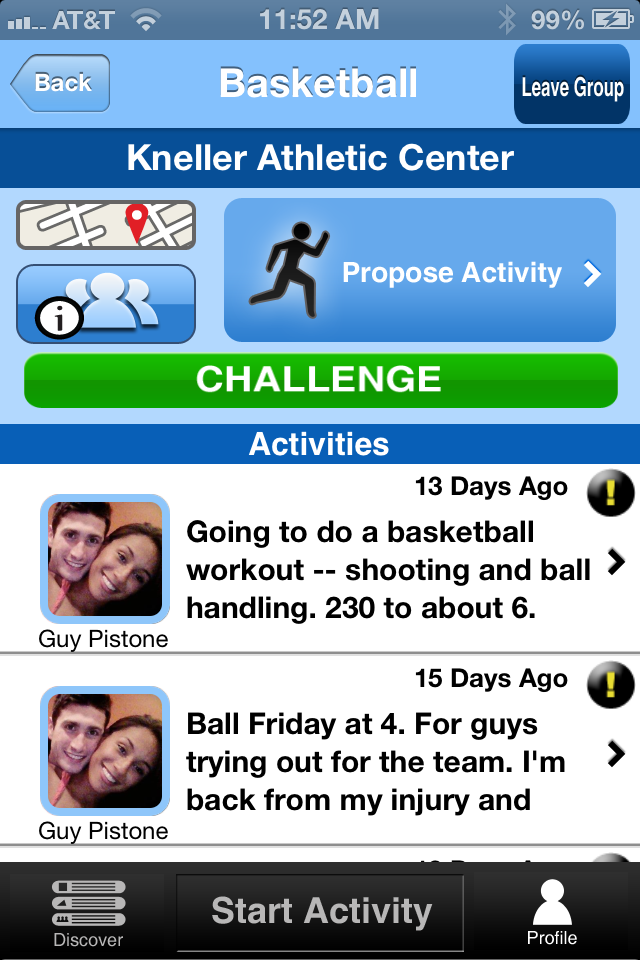 AT&T 11:52 AM 99%
Back Basketball Leave Group
Kneller Athletic Center
Propose Activity
i
CHALLENGE
Activities
13 Days Ago
!
Going to do a basketball
workout -- shooting and ball
handling. 230 to about 6.
Guy Pistone
15 Days Ago
!
Ball Friday at 4. For guys
trying out for the team. I'm
back from my injury and
Guy Pistone
Days Ago
Discover Start Activity Profile